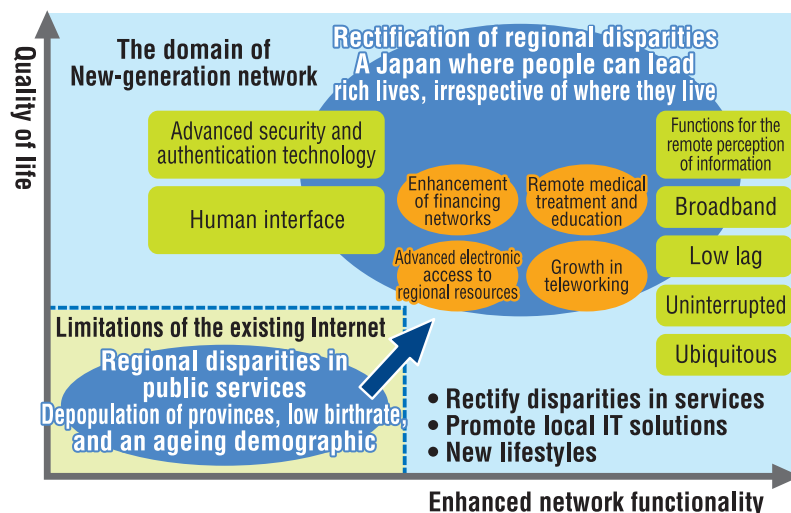 Quality of life
The domain of
New-generation network
Rectification of regional disparities
A Japan where people can lead
rich lives, irrespective of where they live
Advanced security and
authentication technology
Human interface
Enhancement
of financing
networks
Remote medical
treatment and
education
Advanced electronic
access to
regional resources
Growth in
teleworking
Functions for the
remote perception
of information
Broadband
Low lag
Uninterrupted
Ubiquitous
Limitations of the existing Internet
Regional disparities in
public services
Depopulation of provinces, low birthrate,
and an ageing demographic
• Rectify disparities in services
• Promote local IT solutions
• New lifestyles
Enhanced network functionality